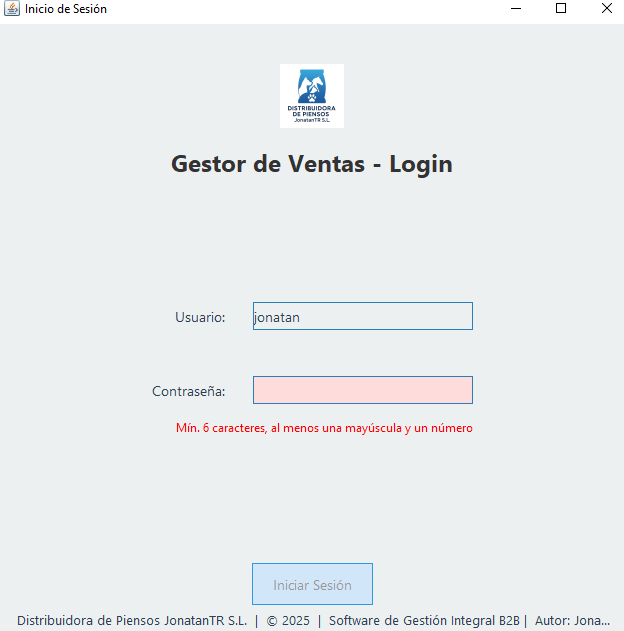 Inicio de Sesión
DISTRIBUIDORA
DE PIENSOS
JonatanTR S.L.
Gestor de Ventas - Login
Usuario:
jonatan
Contraseña:
Mín. 6 caracteres, al menos una mayúscula y un número
Iniciar Sesión
Distribuidora de Piensos JonatanTR S.L. | © 2025 | Software de Gestión Integral B2B | Autor: Jona...